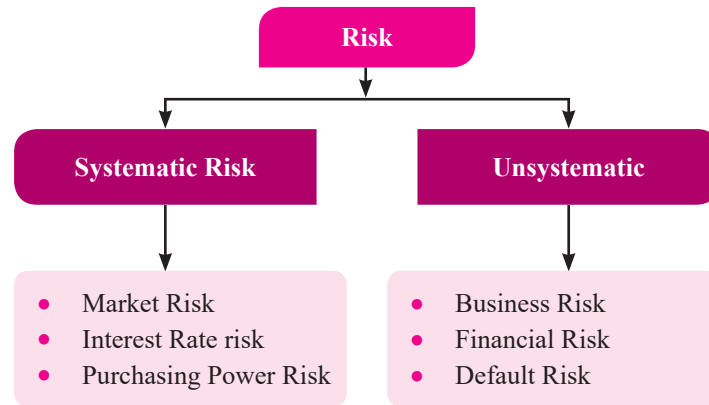 Risk
Systematic Risk
Unsystematic
• Market Risk
• Interest Rate risk
• Purchasing Power Risk
• Business Risk
• Financial Risk
• Default Risk